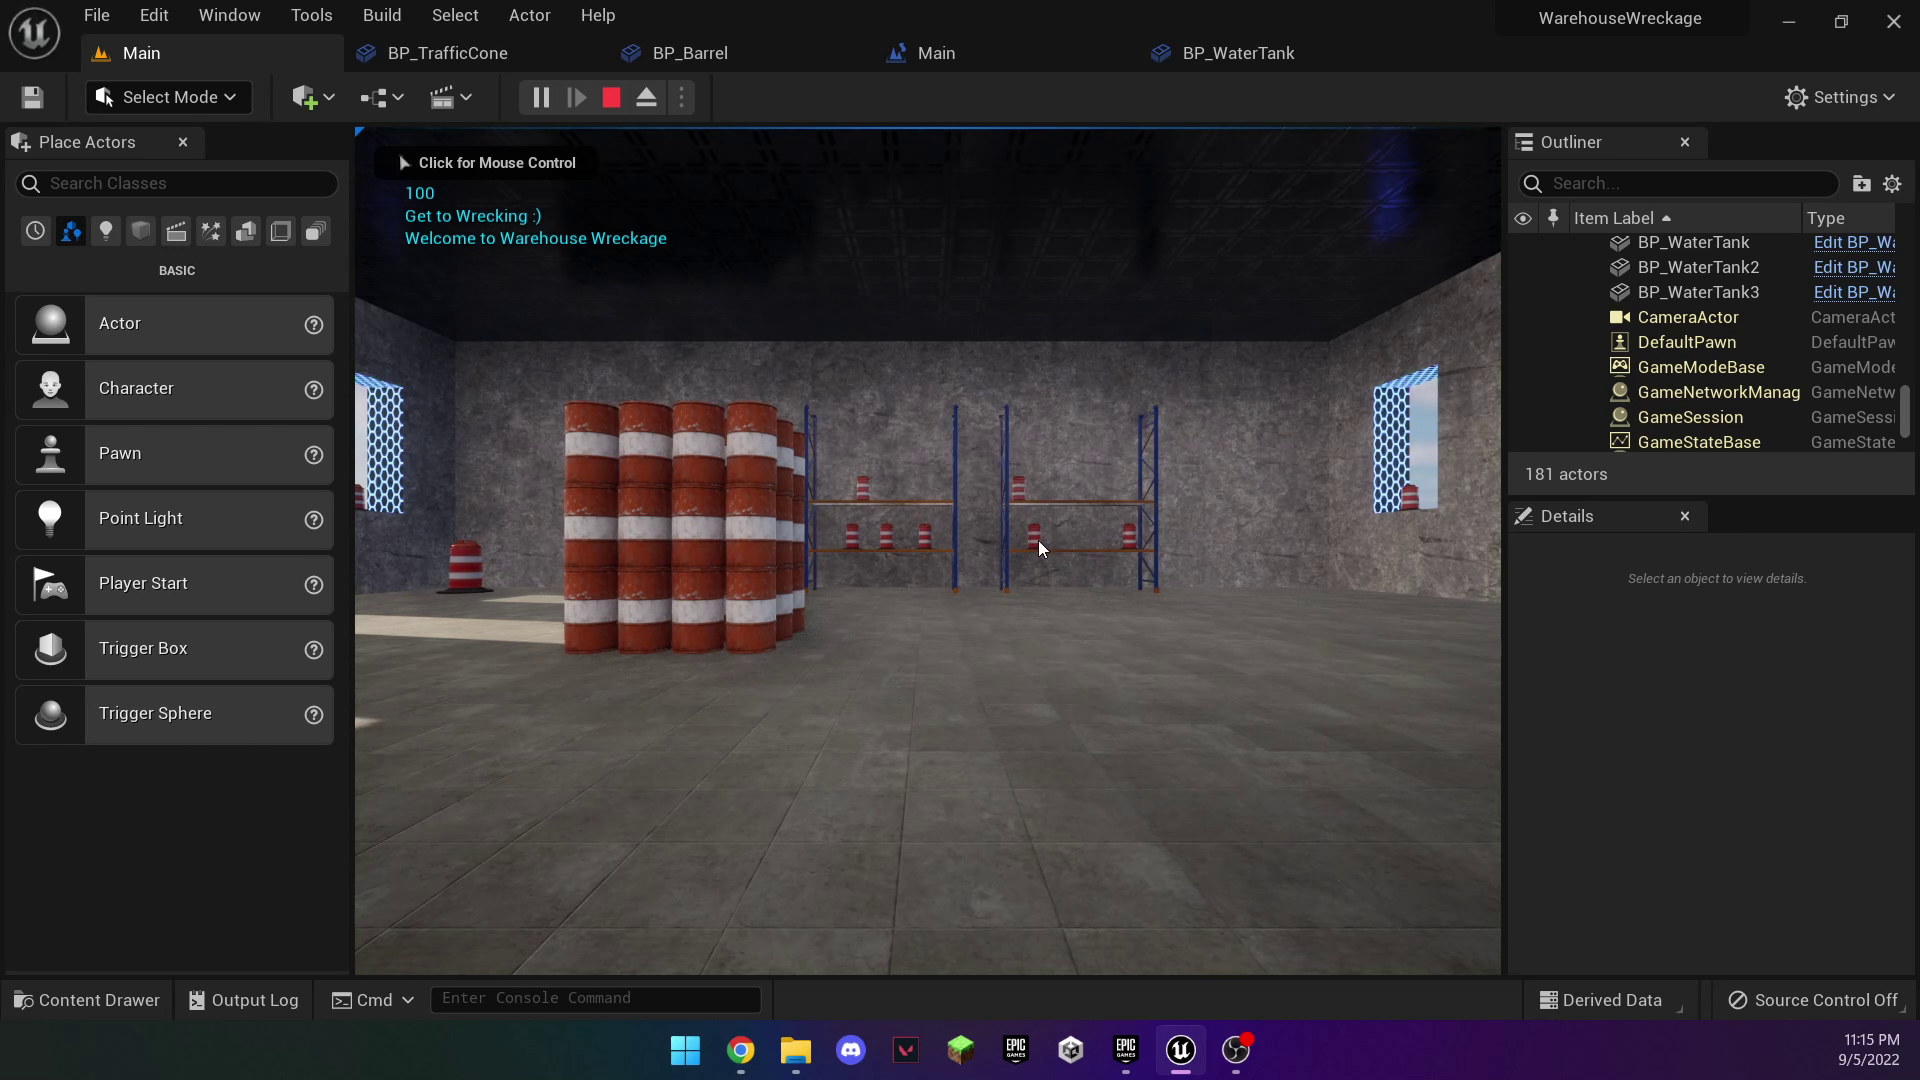 File Edit Window Tools Build Select Actor Help
WarehouseWreckage
Main BP_TrafficCone BP_Barrel Main BP_WaterTank
Select Mode
Settings
Place Actors
Search Classes
BASIC
Actor
Character
Pawn
Point Light
Player Start
Trigger Box
Trigger Sphere
Click for Mouse Control
100
Get to Wrecking :)
Welcome to Warehouse Wreckage
Outliner
Search...
Item Label Type
BP_WaterTank Edit BP_Wa
BP_WaterTank2 Edit BP_Wa
BP_WaterTank3 Edit BP_Wa
CameraActor CameraAct
DefaultPawn DefaultPaw
GameModeBase GameMode
GameNetworkManag GameNetw
GameSession GameSessi
GameStateBase GameState
181 actors
Details
Select an object to view details.
Content Drawer Output Log Cmd Enter Console Command Derived Data Source Control Off
EPIC GAMES
EPIC GAMES
11:15 PM
9/5/2022